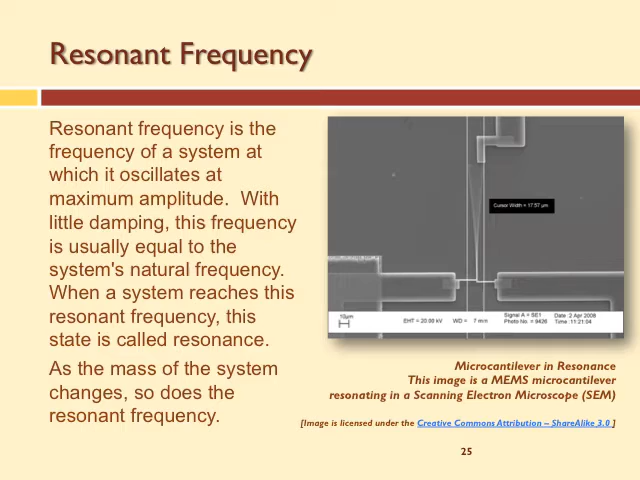 Resonant Frequency
Resonant frequency is the
frequency of a system at
which it oscillates at
maximum amplitude. With
little damping, this frequency
is usually equal to the
system's natural frequency.
When a system reaches this
resonant frequency, this
state is called resonance.
As the mass of the system
changes, so does the
resonant frequency.
Cursor Width = 17.57 µm
10µm
EHT = 20.00 kV WD = 7 mm Signal A = SE1 Date :2 Apr 2008
Photo No. = 9426 Time :11:21:04
Microcantilever in Resonance
This image is a MEMS microcantilever
resonating in a Scanning Electron Microscope (SEM)
[Image is licensed under the Creative Commons Attribution – ShareAlike 3.0 ]
25